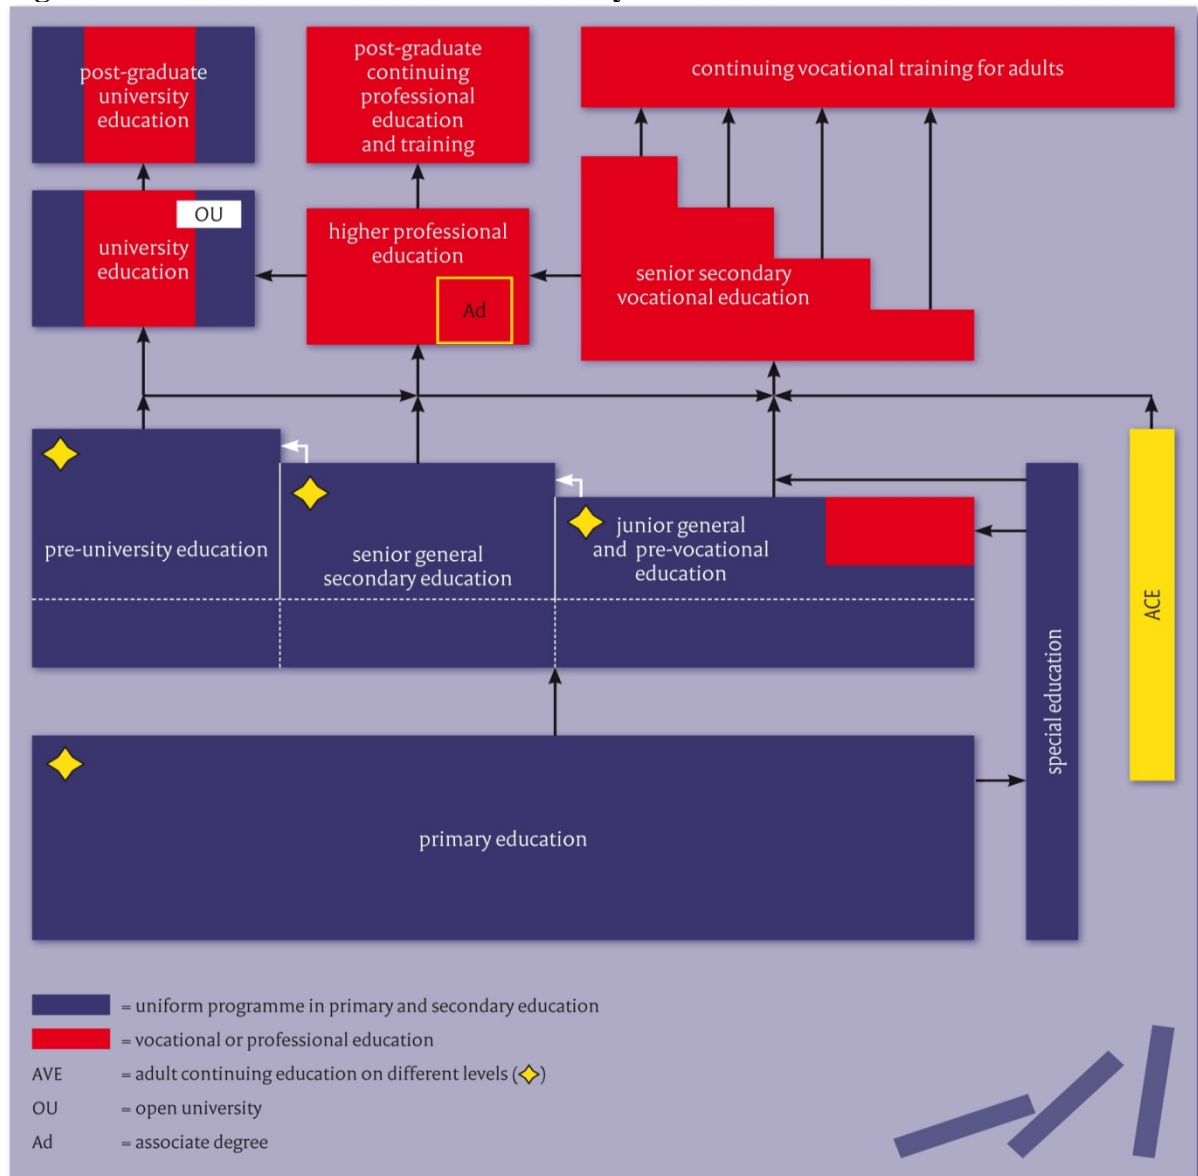 post-graduate
university
education
post-graduate
continuing
professional
education
and training
continuing vocational training for adults
OU
university
education
higher professional
education
Ad
senior secondary
vocational education
pre-university education
senior general
secondary education
junior general
and pre-vocational
education
special education
ACE
primary education
= uniform programme in primary and secondary education
= vocational or professional education
AVE = adult continuing education on different levels ( )
OU = open university
Ad = associate degree